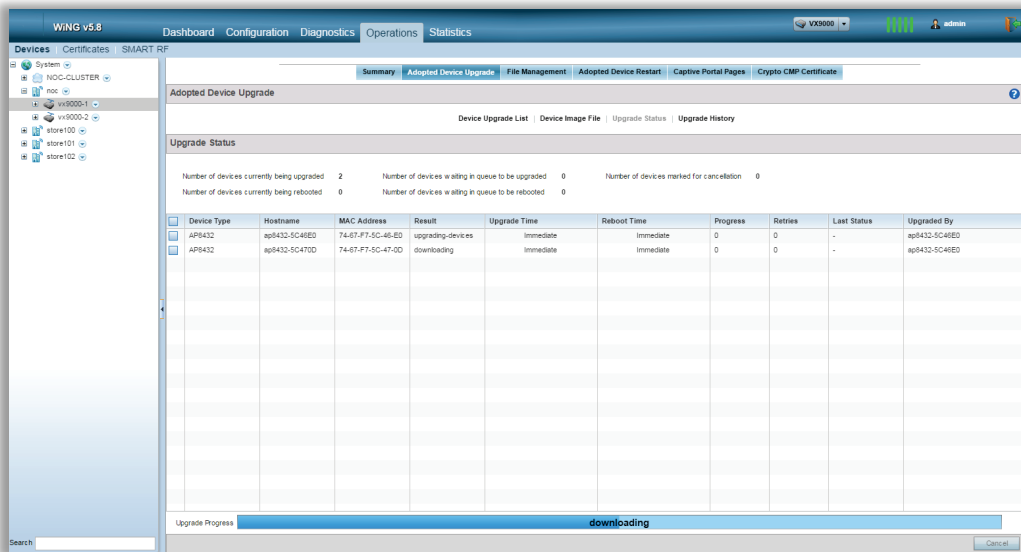 WiNG v5.8
Dashboard Configuration Diagnostics Operations Statistics
VX9000
admin
Devices Certificates SMART RF
System
NOC-CLUSTER
noc
vx9000-1
vx9000-2
store100
store101
store102
Summary Adopted Device Upgrade File Management Adopted Device Restart Captive Portal Pages Crypto CMP Certificate
Adopted Device Upgrade
Device Upgrade List | Device Image File | Upgrade Status | Upgrade History
Upgrade Status
Number of devices currently being upgraded 2 Number of devices waiting in queue to be upgraded 0 Number of devices marked for cancellation 0
Number of devices currently being rebooted 0 Number of devices waiting in queue to be rebooted 0
Device Type Hostname MAC Address Result Upgrade Time Reboot Time Progress Retries Last Status Upgraded By
AP8432 ap8432-5C46E0 74-67-F7-5C-46-E0 upgrading-devices Immediate Immediate 0 0 - ap8432-5C46E0
AP8432 ap8432-5C470D 74-67-F7-5C-47-0D downloading Immediate Immediate 0 0 - ap8432-5C46E0
Upgrade Progress downloading
Search
Cancel